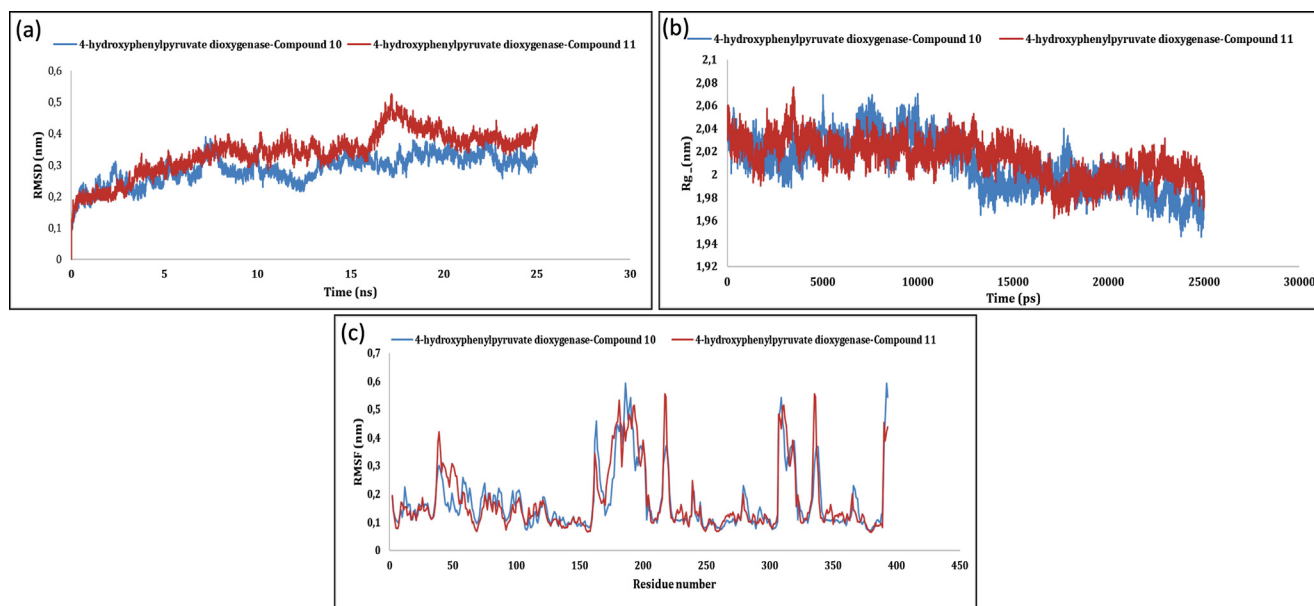 (a)
4-hydroxyphenylpyruvate dioxygenase-Compound 10
4-hydroxyphenylpyruvate dioxygenase-Compound 11
RMSD (nm)
0,6
0,5
0,4
0,3
0,2
0,1
0
0 5 10 15 20 25 30
Time (ns)
(b)
4-hydroxyphenylpyruvate dioxygenase-Compound 10
4-hydroxyphenylpyruvate dioxygenase-Compound 11
Rg_(nm)
2,1
2,08
2,06
2,04
2,02
2
1,98
1,96
1,94
1,92
0 5000 10000 15000 20000 25000 30000
Time (ps)
(c)
4-hydroxyphenylpyruvate dioxygenase-Compound 10
4-hydroxyphenylpyruvate dioxygenase-Compound 11
RMSF (nm)
0,7
0,6
0,5
0,4
0,3
0,2
0,1
0
0 50 100 150 200 250 300 350 400 450
Residue number